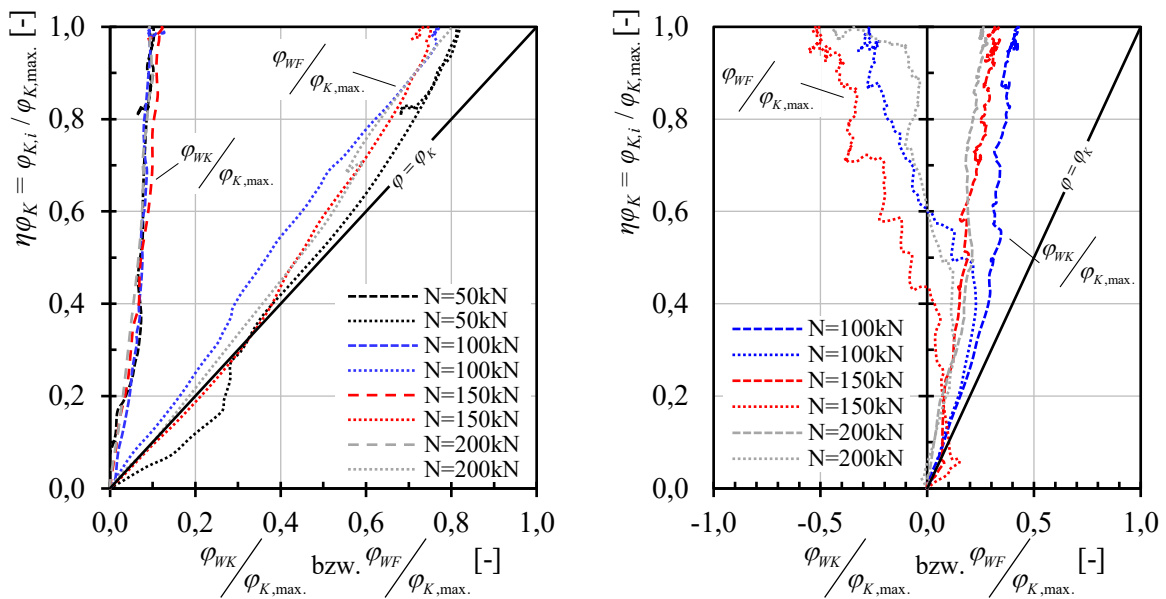 ηφK = φK,i / φK,max. [-]
1,0
0,8
0,6
0,4
0,2
0,0
φWF / φK,max.
φWK / φK,max.
φ = φK
N=50kN
N=50kN
N=100kN
N=100kN
N=150kN
N=150kN
N=200kN
N=200kN
0,0 0,2 0,4 0,6 0,8 1,0
φWK / φK,max. bzw. φWF / φK,max. [-]
ηφK = φK,i / φK,max. [-]
1,0
0,8
0,6
0,4
0,2
0,0
φWF / φK,max.
φ = φK
φWK / φK,max.
N=100kN
N=100kN
N=150kN
N=150kN
N=200kN
N=200kN
-1,0 -0,5 0,0 0,5 1,0
φWK / φK,max. bzw. φWF / φK,max. [-]